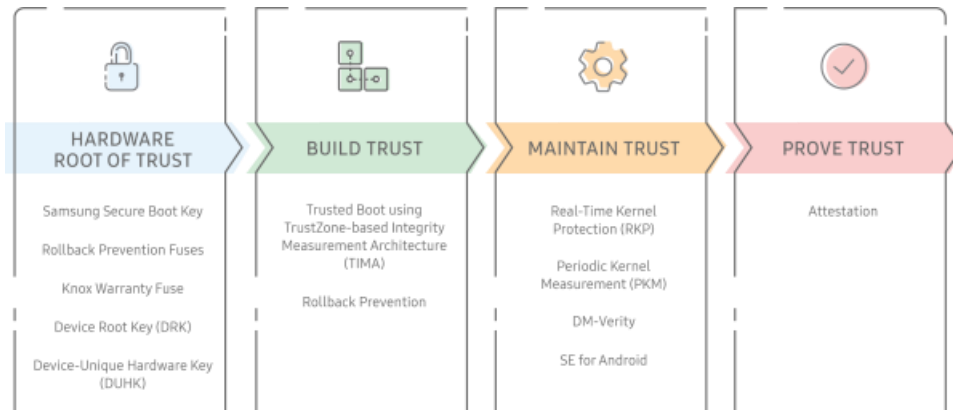 HARDWARE
ROOT OF TRUST
Samsung Secure Boot Key
Rollback Prevention Fuses
Knox Warranty Fuse
Device Root Key (DRK)
Device-Unique Hardware Key
(DUHK)
BUILD TRUST
Trusted Boot using
TrustZone-based Integrity
Measurement Architecture
(TIMA)
Rollback Prevention
MAINTAIN TRUST
Real-Time Kernel
Protection (RKP)
Periodic Kernel
Measurement (PKM)
DM-Verity
SE for Android
PROVE TRUST
Attestation